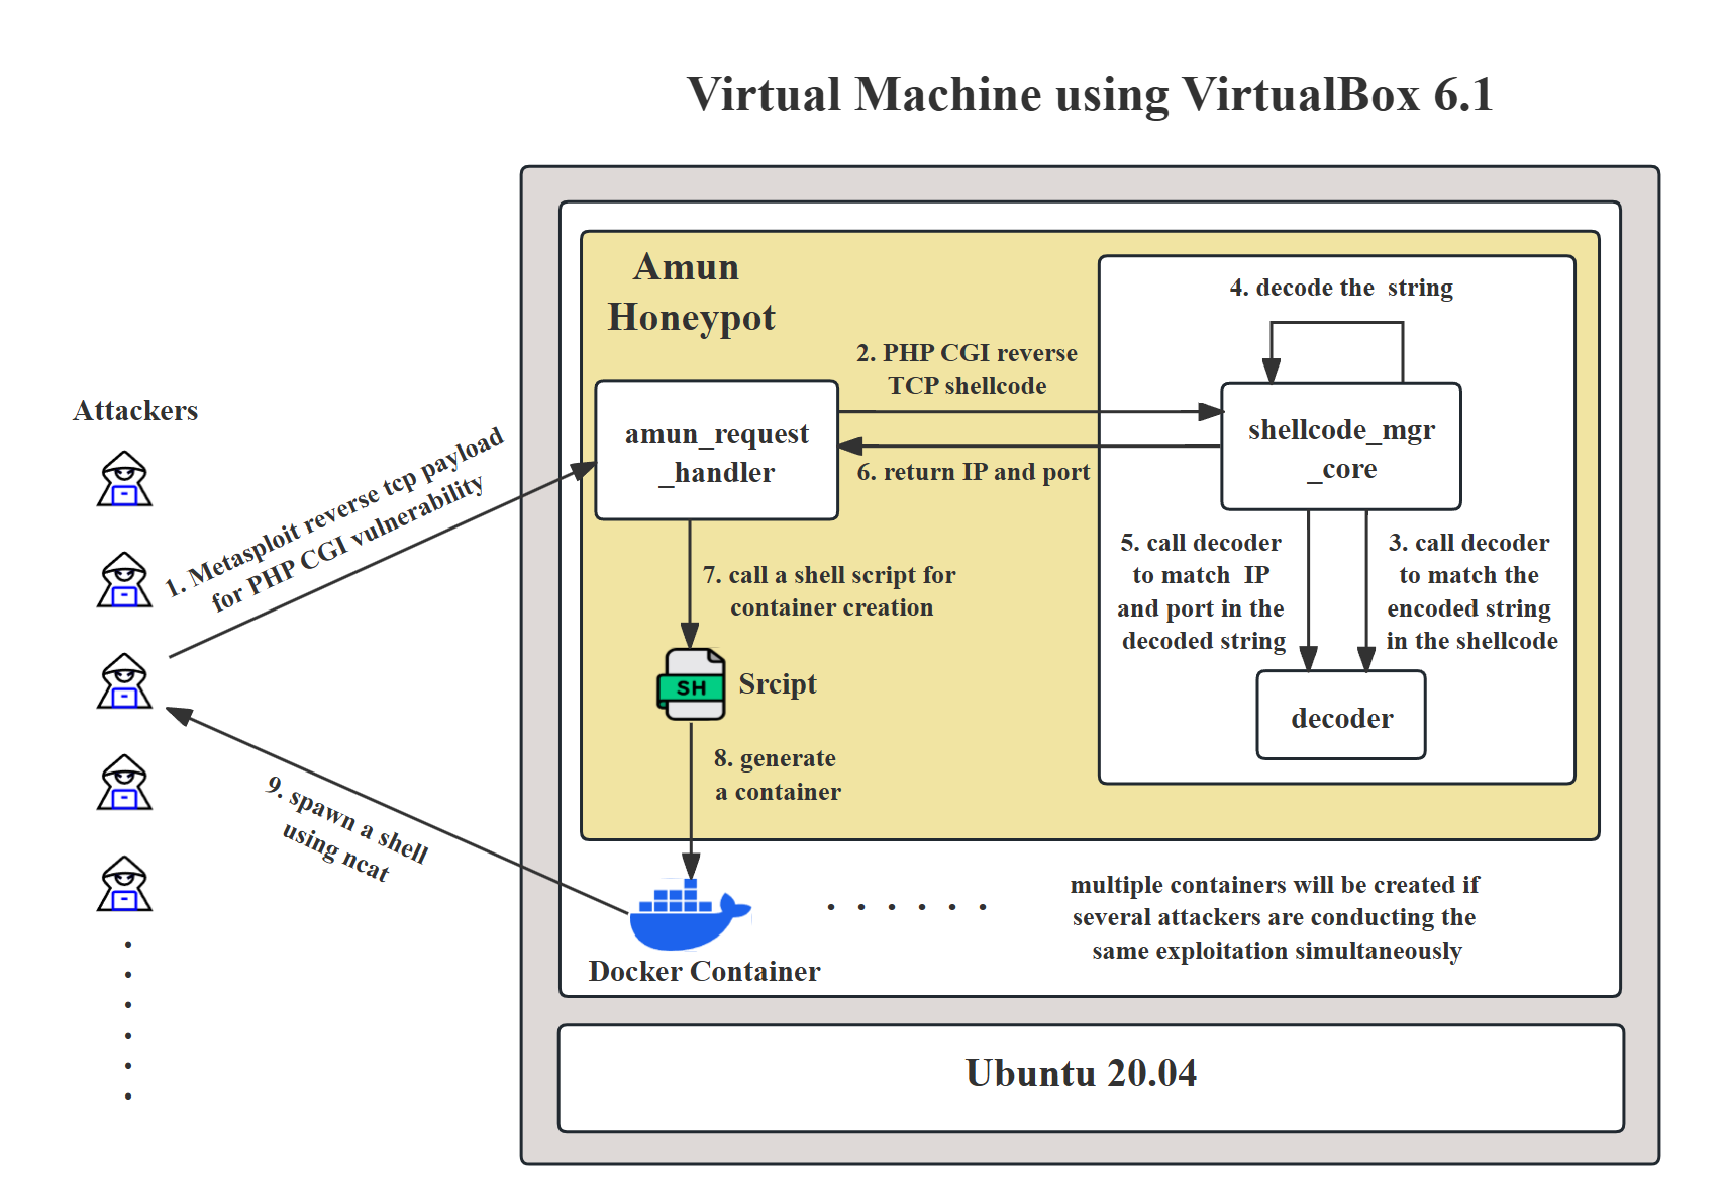 Virtual Machine using VirtualBox 6.1
Amun
Honeypot
4. decode the string
2. PHP CGI reverse
TCP shellcode
Attackers
amun_request
_handler
shellcode_mgr
_core
1. Metasploit reverse tcp payload
for PHP CGI vulnerability
6. return IP and port
5. call decoder
to match IP
and port in the
decoded string
3. call decoder
to match the
encoded string
in the shellcode
7. call a shell script for
container creation
SH
Srcipt
decoder
8. generate
a container
9. spawn a shell
using ncat
multiple containers will be created if
several attackers are conducting the
same exploitation simultaneously
Docker Container
Ubuntu 20.04